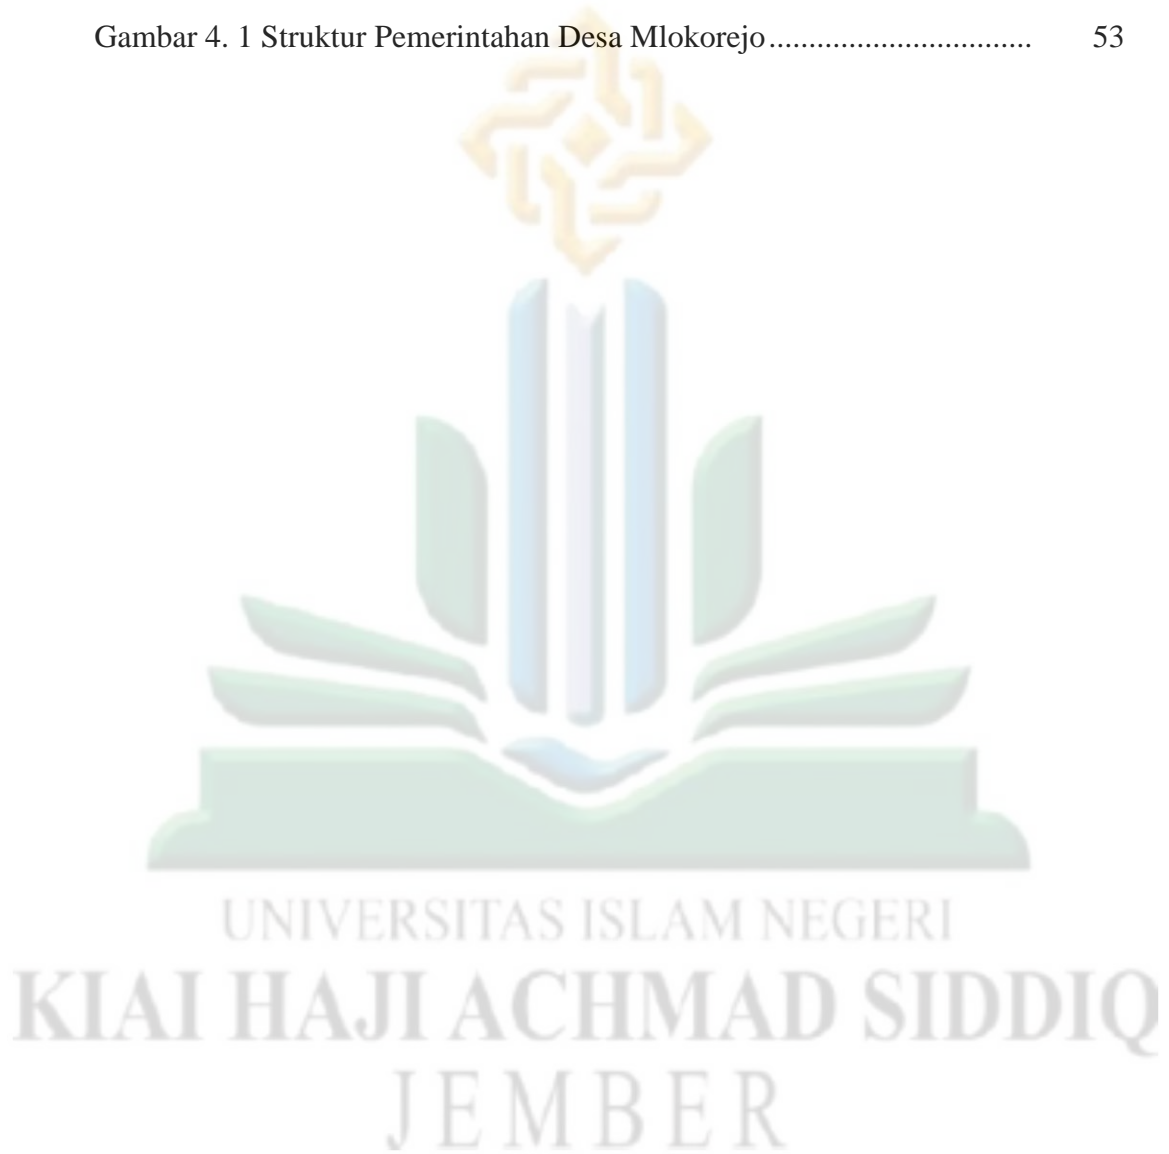 Gambar 4. 1 Struktur Pemerintahan Desa Mlokorejo................................ 53
UNIVERSITAS ISLAM NEGERI
KIAI HAJI ACHMAD SIDDIQ
JEMBER